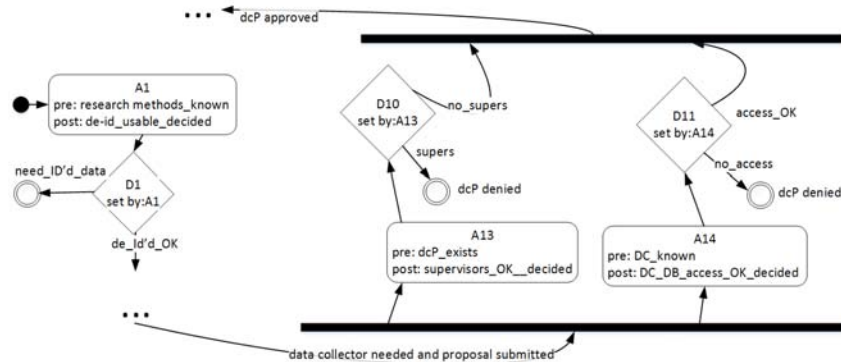 ...
dcP approved
A1
pre: research methods_known
post: de-id_usable_decided
D10
set by:A13
no_supers
D11
set by:A14
access_OK
supers
no_access
need_ID'd_data
D1
set by:A1
dcP denied
dcP denied
de_Id'd_OK
A13
pre: dcP_exists
post: supervisors_OK__decided
A14
pre: DC_known
post: DC_DB_access_OK_decided
...
data collector needed and proposal submitted